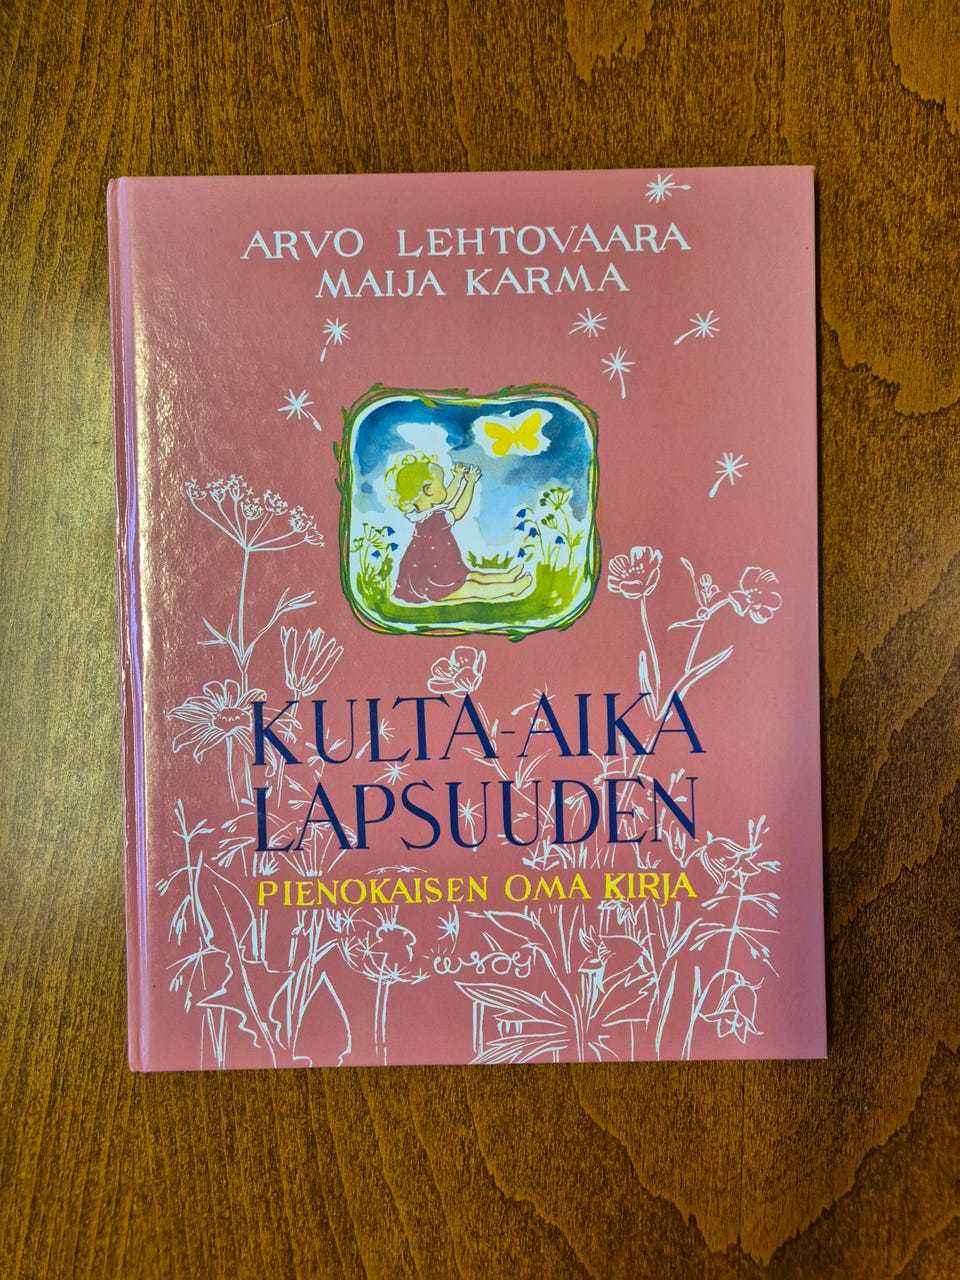 ARVO LEHTOVAARA
MAIJA KARMA
KULTA-AIKA
LAPSUUDEN
PIENOKAISEN OMA KIRJA
WSOY